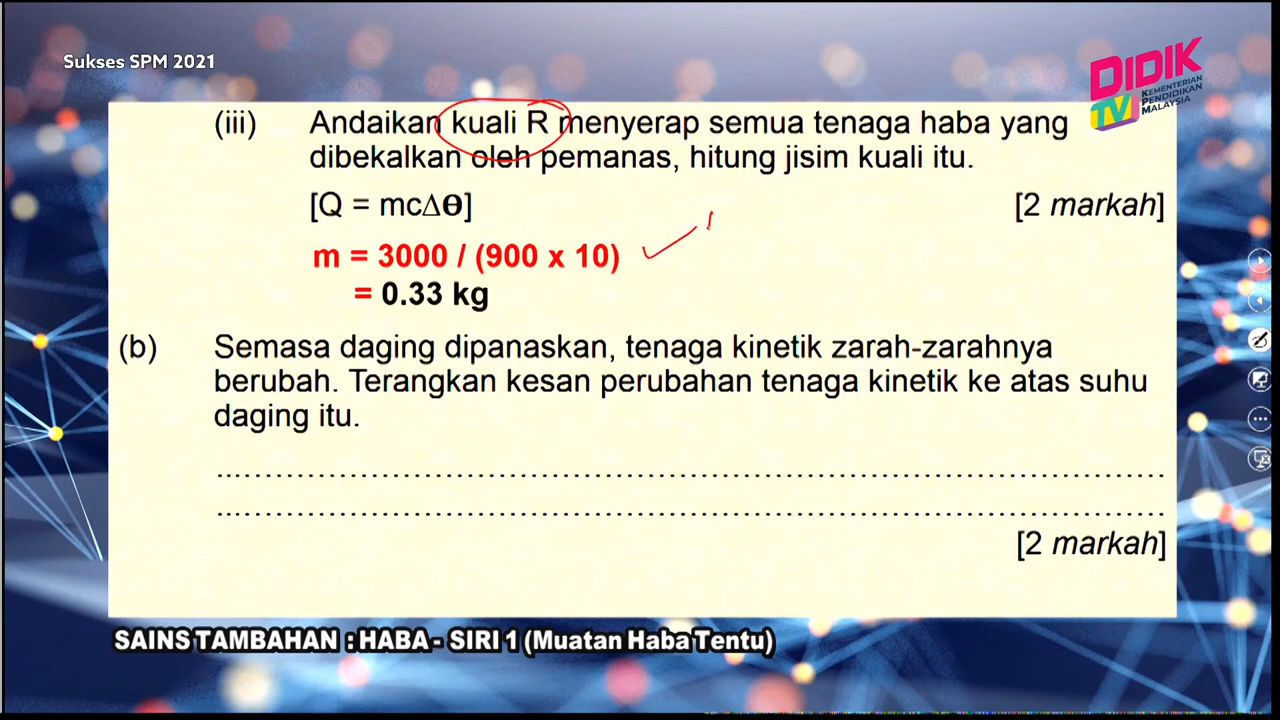 Sukses SPM 2021
DIDIK
TV
KEMENTERIAN
PENDIDIKAN
MALAYSIA
(iii) Andaikan kuali R menyerap semua tenaga haba yang
dibekalkan oleh pemanas, hitung jisim kuali itu.
[Q = mcΔθ] [2 markah]
m = 3000 / (900 x 10)
= 0.33 kg
(b) Semasa daging dipanaskan, tenaga kinetik zarah-zarahnya
berubah. Terangkan kesan perubahan tenaga kinetik ke atas suhu
daging itu.
................................................................................
................................................................................
[2 markah]
SAINS TAMBAHAN : HABA - SIRI 1 (Muatan Haba Tentu)